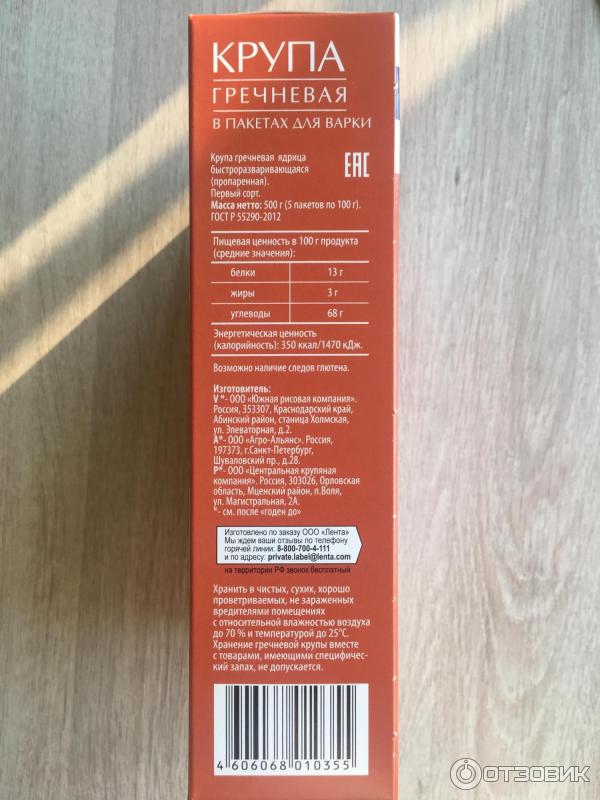 КРУПА
ГРЕЧНЕВАЯ
В ПАКЕТАХ ДЛЯ ВАРКИ
Крупа гречневая ядрица
быстроразваривающаяся
(пропаренная).
Первый сорт.
Масса нетто: 500 г (5 пакетов по 100 г).
ГОСТ Р 55290-2012
ЕАС
Пищевая ценность в 100 г продукта
(средние значения):
белки 13 г
жиры 3 г
углеводы 68 г
Энергетическая ценность
(калорийность): 350 ккал/1470 кДж.
Возможно наличие следов глютена.
Изготовитель:
V *- ООО «Южная рисовая компания».
Россия, 353307, Краснодарский край,
Абинский район, станица Холмская,
ул. Элеваторная, д.2.
А*- ООО «Агро-Альянс». Россия,
197373, г.Санкт-Петербург,
Шуваловский пр., д.28.
Р*- ООО «Центральная крупяная
компания». Россия, 303026, Орловская
область, Мценский район, п.Воля,
ул. Магистральная, 2А.
*- см. после «годен до»
Изготовлено по заказу ООО «Лента»
Мы ждем ваши отзывы по телефону
горячей линии: 8-800-700-4-111
и по адресу: private.label@lenta.com
на территории РФ звонок бесплатный
Хранить в чистых, сухих, хорошо
проветриваемых, не зараженных
вредителями помещениях
с относительной влажностью воздуха
до 70 % и температурой до 25°С.
Хранение гречневой крупы вместе
с товарами, имеющими специфичес-
кий запах, не допускается.
4 606068 010355
ОТЗОВИК